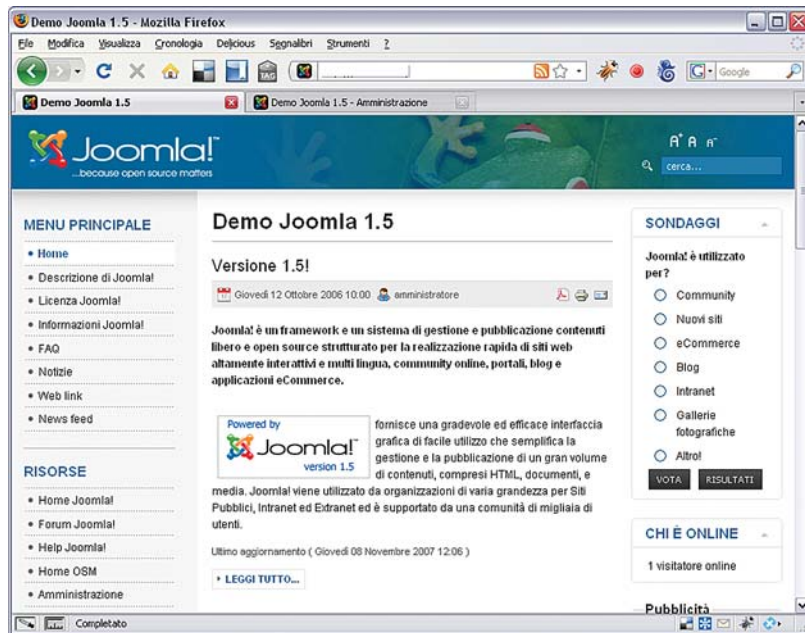 Demo Joomla 1.5 - Mozilla Firefox
File Modifica Visualizza Cronologia Delicious Segnalibri Strumenti ?
TAG
Google
Demo Joomla 1.5
Demo Joomla 1.5 - Amministrazione
Joomla!™
...because open source matters
A+ A A-
cerca...
MENU PRINCIPALE
Home
Descrizione di Joomla!
Licenza Joomla!
Informazioni Joomla!
FAQ
Notizie
Web link
News feed
RISORSE
Home Joomla!
Forum Joomla!
Help Joomla!
Home OSM
Amministrazione
Demo Joomla 1.5
Versione 1.5!
Giovedì 12 Ottobre 2006 10:00 amministratore
Joomla! è un framework e un sistema di gestione e pubblicazione contenuti
libero e open source strutturato per la realizzazione rapida di siti web
altamente interattivi e multi lingua, community online, portali, blog e
applicazioni eCommerce.
Powered by
Joomla!™
version 1.5
fornisce una gradevole ed efficace interfaccia
grafica di facile utilizzo che semplifica la
gestione e la pubblicazione di un gran volume
di contenuti, compresi HTML, documenti, e
media. Joomla! viene utilizzato da organizzazioni di varia grandezza per Siti
Pubblici, Intranet ed Extranet ed è supportato da una comunità di migliaia di
utenti.
Ultimo aggiornamento ( Giovedì 08 Novembre 2007 12:06 )
LEGGI TUTTO...
SONDAGGI
Joomla! è utilizzato
per?
Community
Nuovi siti
eCommerce
Blog
Intranet
Gallerie
fotografiche
Altro!
VOTA RISULTATI
CHI È ONLINE
1 visitatore online
Pubblicità
Completato